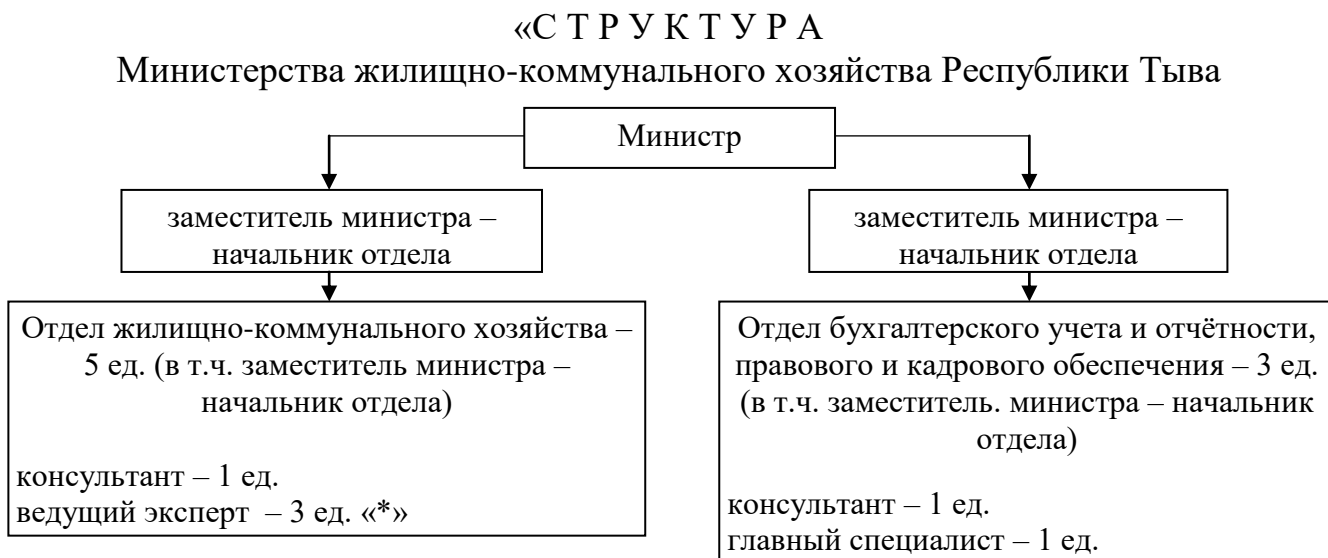 «С Т Р У К Т У Р А
Министерства жилищно-коммунального хозяйства Республики Тыва
Министр
заместитель министра –
начальник отдела
заместитель министра –
начальник отдела
Отдел жилищно-коммунального хозяйства –
5 ед. (в т.ч. заместитель министра –
начальник отдела)
консультант – 1 ед.
ведущий эксперт – 3 ед. «*»
Отдел бухгалтерского учета и отчётности,
правового и кадрового обеспечения – 3 ед.
(в т.ч. заместитель. министра – начальник
отдела)
консультант – 1 ед.
главный специалист – 1 ед.